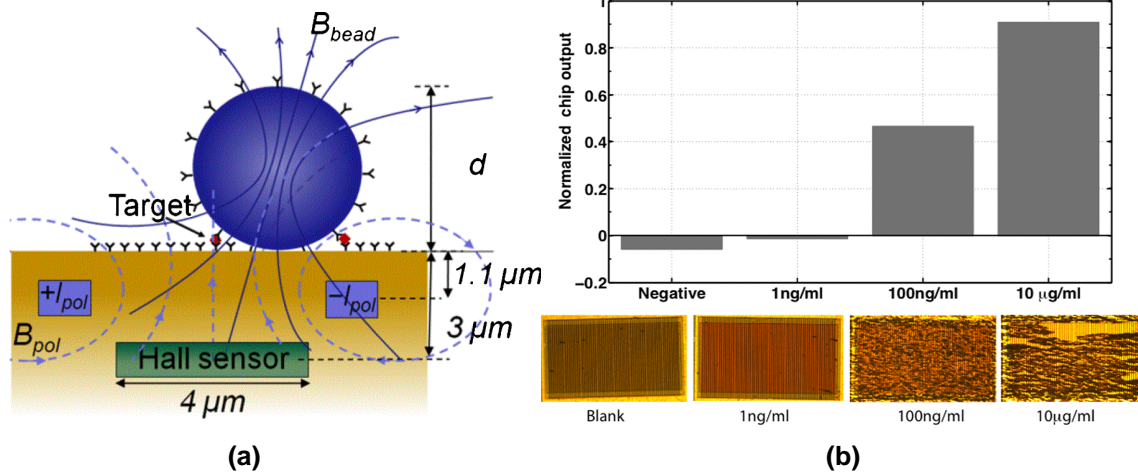 B_bead
d
Target
+I_pol
−I_pol
1.1 µm
3 µm
B_pol
Hall sensor
4 µm
(a)
Normalized chip output
1
0.8
0.6
0.4
0.2
0
−0.2
Negative
1ng/ml
100ng/ml
10 µg/ml
Blank
1ng/ml
100ng/ml
10µg/ml
(b)